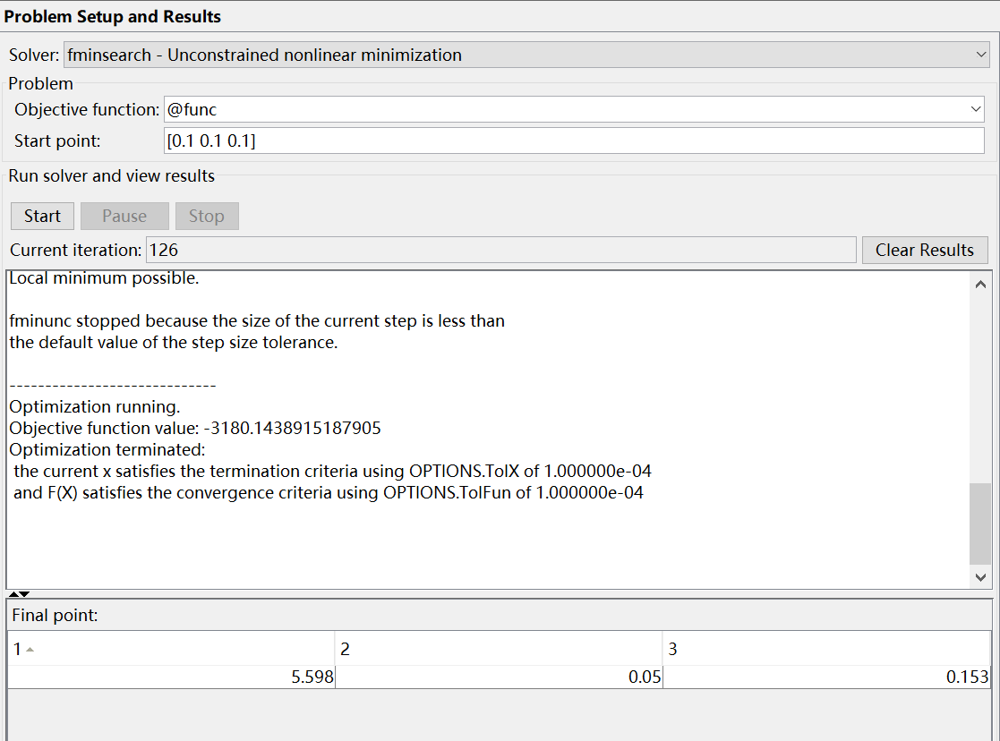 Problem Setup and Results
Solver: fminsearch - Unconstrained nonlinear minimization
Problem
Objective function: @func
Start point: [0.1 0.1 0.1]
Run solver and view results
Start Pause Stop
Current iteration: 126 Clear Results
Local minimum possible.
fminunc stopped because the size of the current step is less than
the default value of the step size tolerance.
-----------------------------
Optimization running.
Objective function value: -3180.1438915187905
Optimization terminated:
the current x satisfies the termination criteria using OPTIONS.TolX of 1.000000e-04
and F(X) satisfies the convergence criteria using OPTIONS.TolFun of 1.000000e-04
Final point:
1 2 3
5.598 0.05 0.153